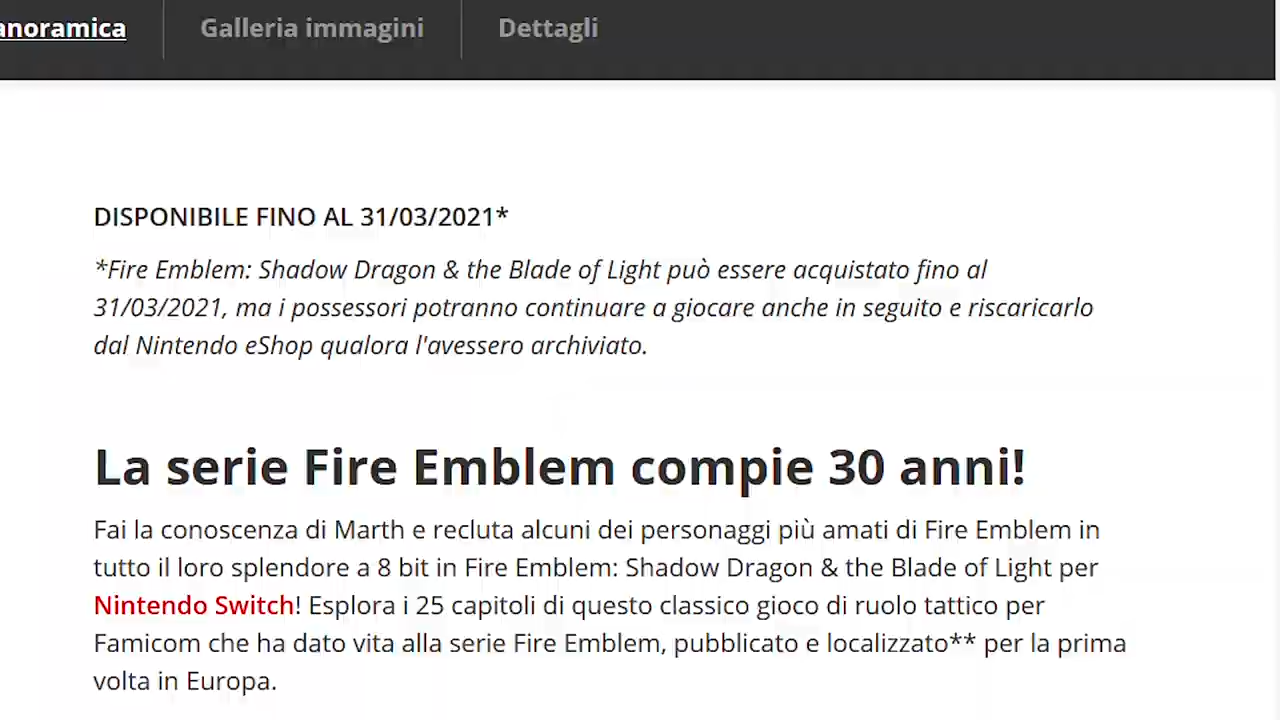 anoramica
Galleria immagini
Dettagli
DISPONIBILE FINO AL 31/03/2021*
*Fire Emblem: Shadow Dragon & the Blade of Light può essere acquistato fino al
31/03/2021, ma i possessori potranno continuare a giocare anche in seguito e riscaricarlo
dal Nintendo eShop qualora l'avessero archiviato.
La serie Fire Emblem compie 30 anni!
Fai la conoscenza di Marth e recluta alcuni dei personaggi più amati di Fire Emblem in
tutto il loro splendore a 8 bit in Fire Emblem: Shadow Dragon & the Blade of Light per
Nintendo Switch! Esplora i 25 capitoli di questo classico gioco di ruolo tattico per
Famicom che ha dato vita alla serie Fire Emblem, pubblicato e localizzato** per la prima
volta in Europa.